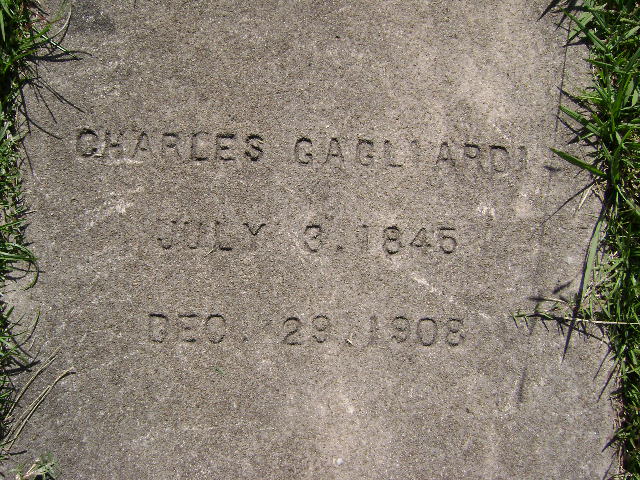 CHARLES GAGLIARDI
JULY 3, 1845
DEC. 29, 1908